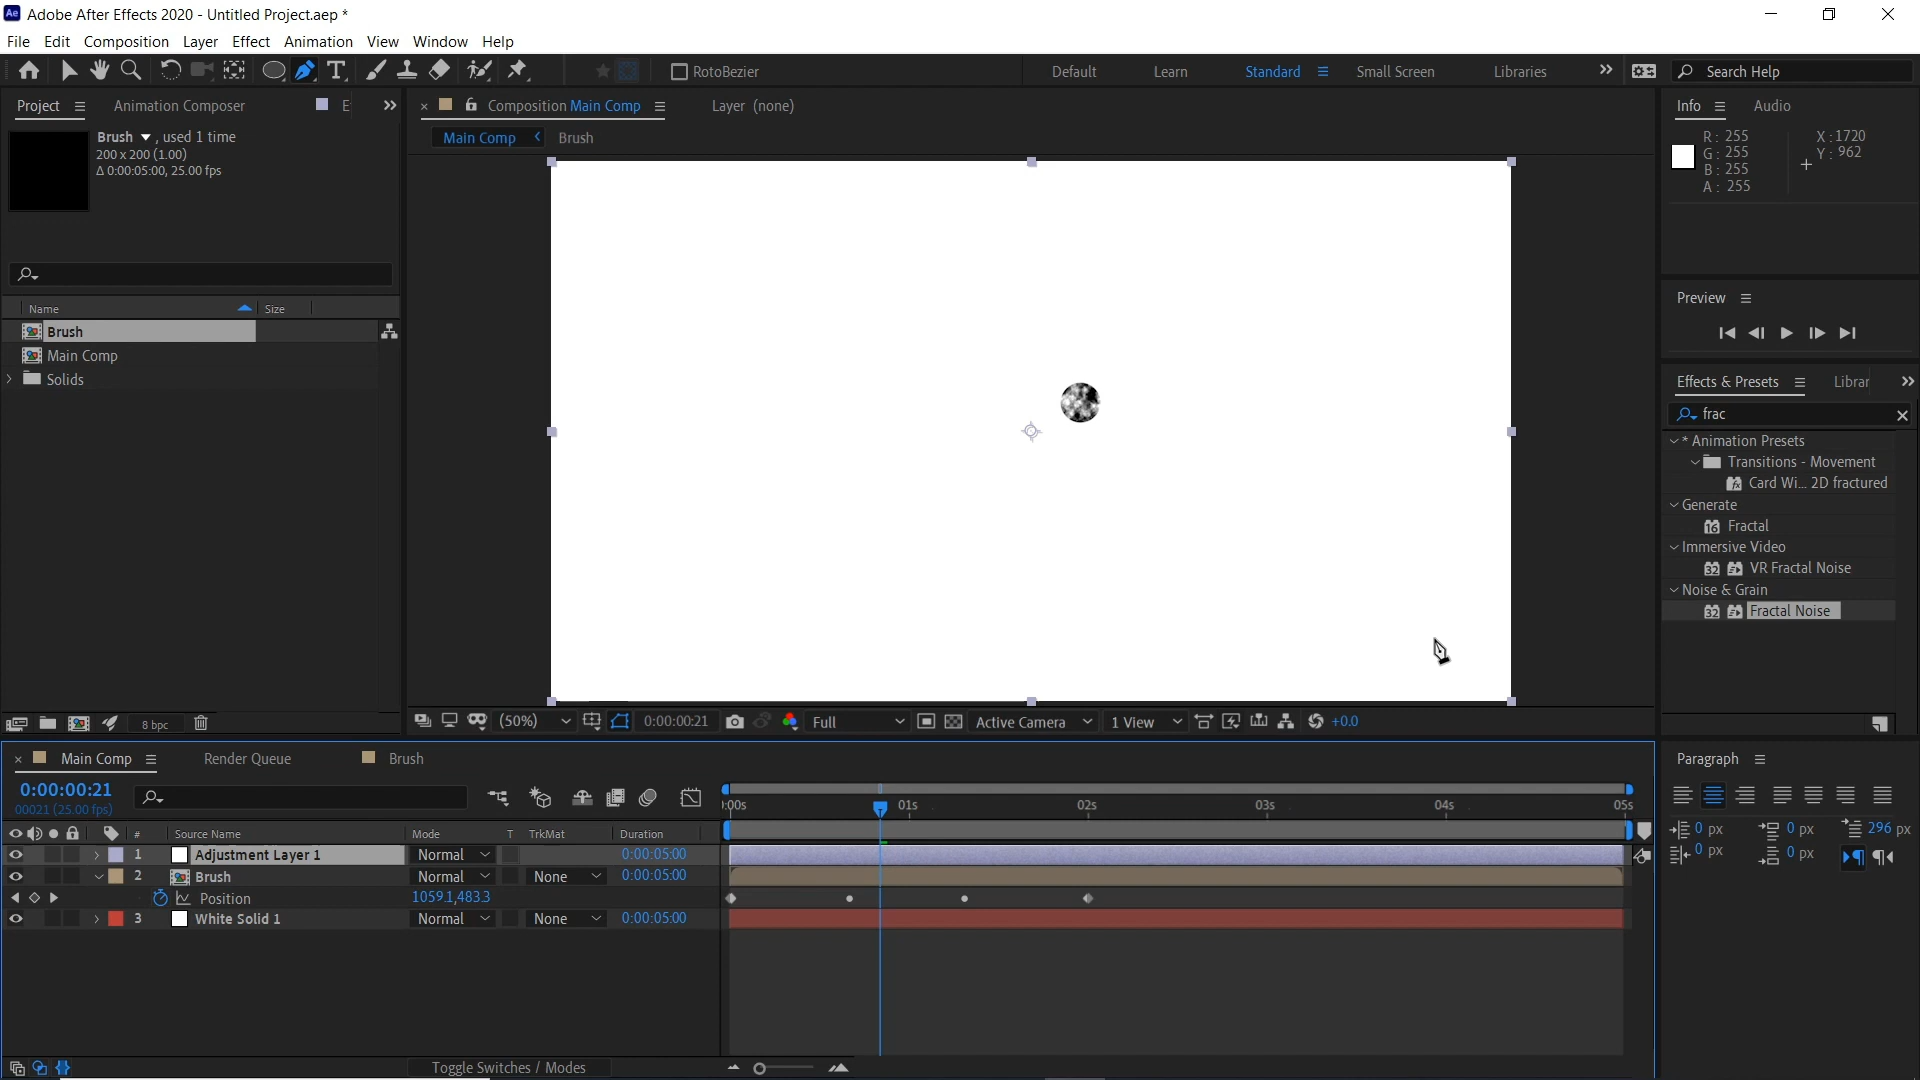 Ae Adobe After Effects 2020 - Untitled Project.aep *
File Edit Composition Layer Effect Animation View Window Help
RotoBezier Default Learn Standard Small Screen Libraries Search Help
Project Animation Composer E
Composition Main Comp Layer (none)
Info Audio
Brush , used 1 time
200 x 200 (1.00)
Δ 0:00:05:00, 25.00 fps
Main Comp Brush
R: 255
G: 255
B: 255
A: 255
X: 1720
Y: 962
Name Size
Brush
Main Comp
Solids
Preview
Effects & Presets Librar
frac
* Animation Presets
Transitions - Movement
Card Wi... 2D fractured
Generate
16 Fractal
Immersive Video
32 VR Fractal Noise
Noise & Grain
32 Fractal Noise
8 bpc
(50%) 0:00:00:21 Full Active Camera 1 View +0.0
Main Comp Render Queue Brush
0:00:00:21
00021 (25.00 fps)
:00s 01s 02s 03s 04s 05s
# Source Name Mode T TrkMat Duration
1 Adjustment Layer 1 Normal 0:00:05:00
2 Brush Normal None 0:00:05:00
Position 1059.1,483.3
3 White Solid 1 Normal None 0:00:05:00
Toggle Switches / Modes
Paragraph
0 px 0 px 296 px
0 px 0 px